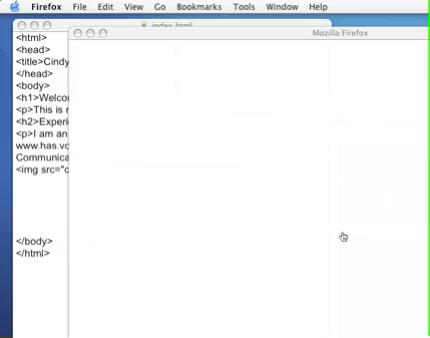 Firefox File Edit View Go Bookmarks Tools Window Help
index.html
Mozilla Firefox
<html>
<head>
<title>Cindy
</head>
<body>
<h1>Welco
<p>This is
<h2>Experi
<p>I am an
www.has.vc
Communica
<img src="c
</body>
</html>